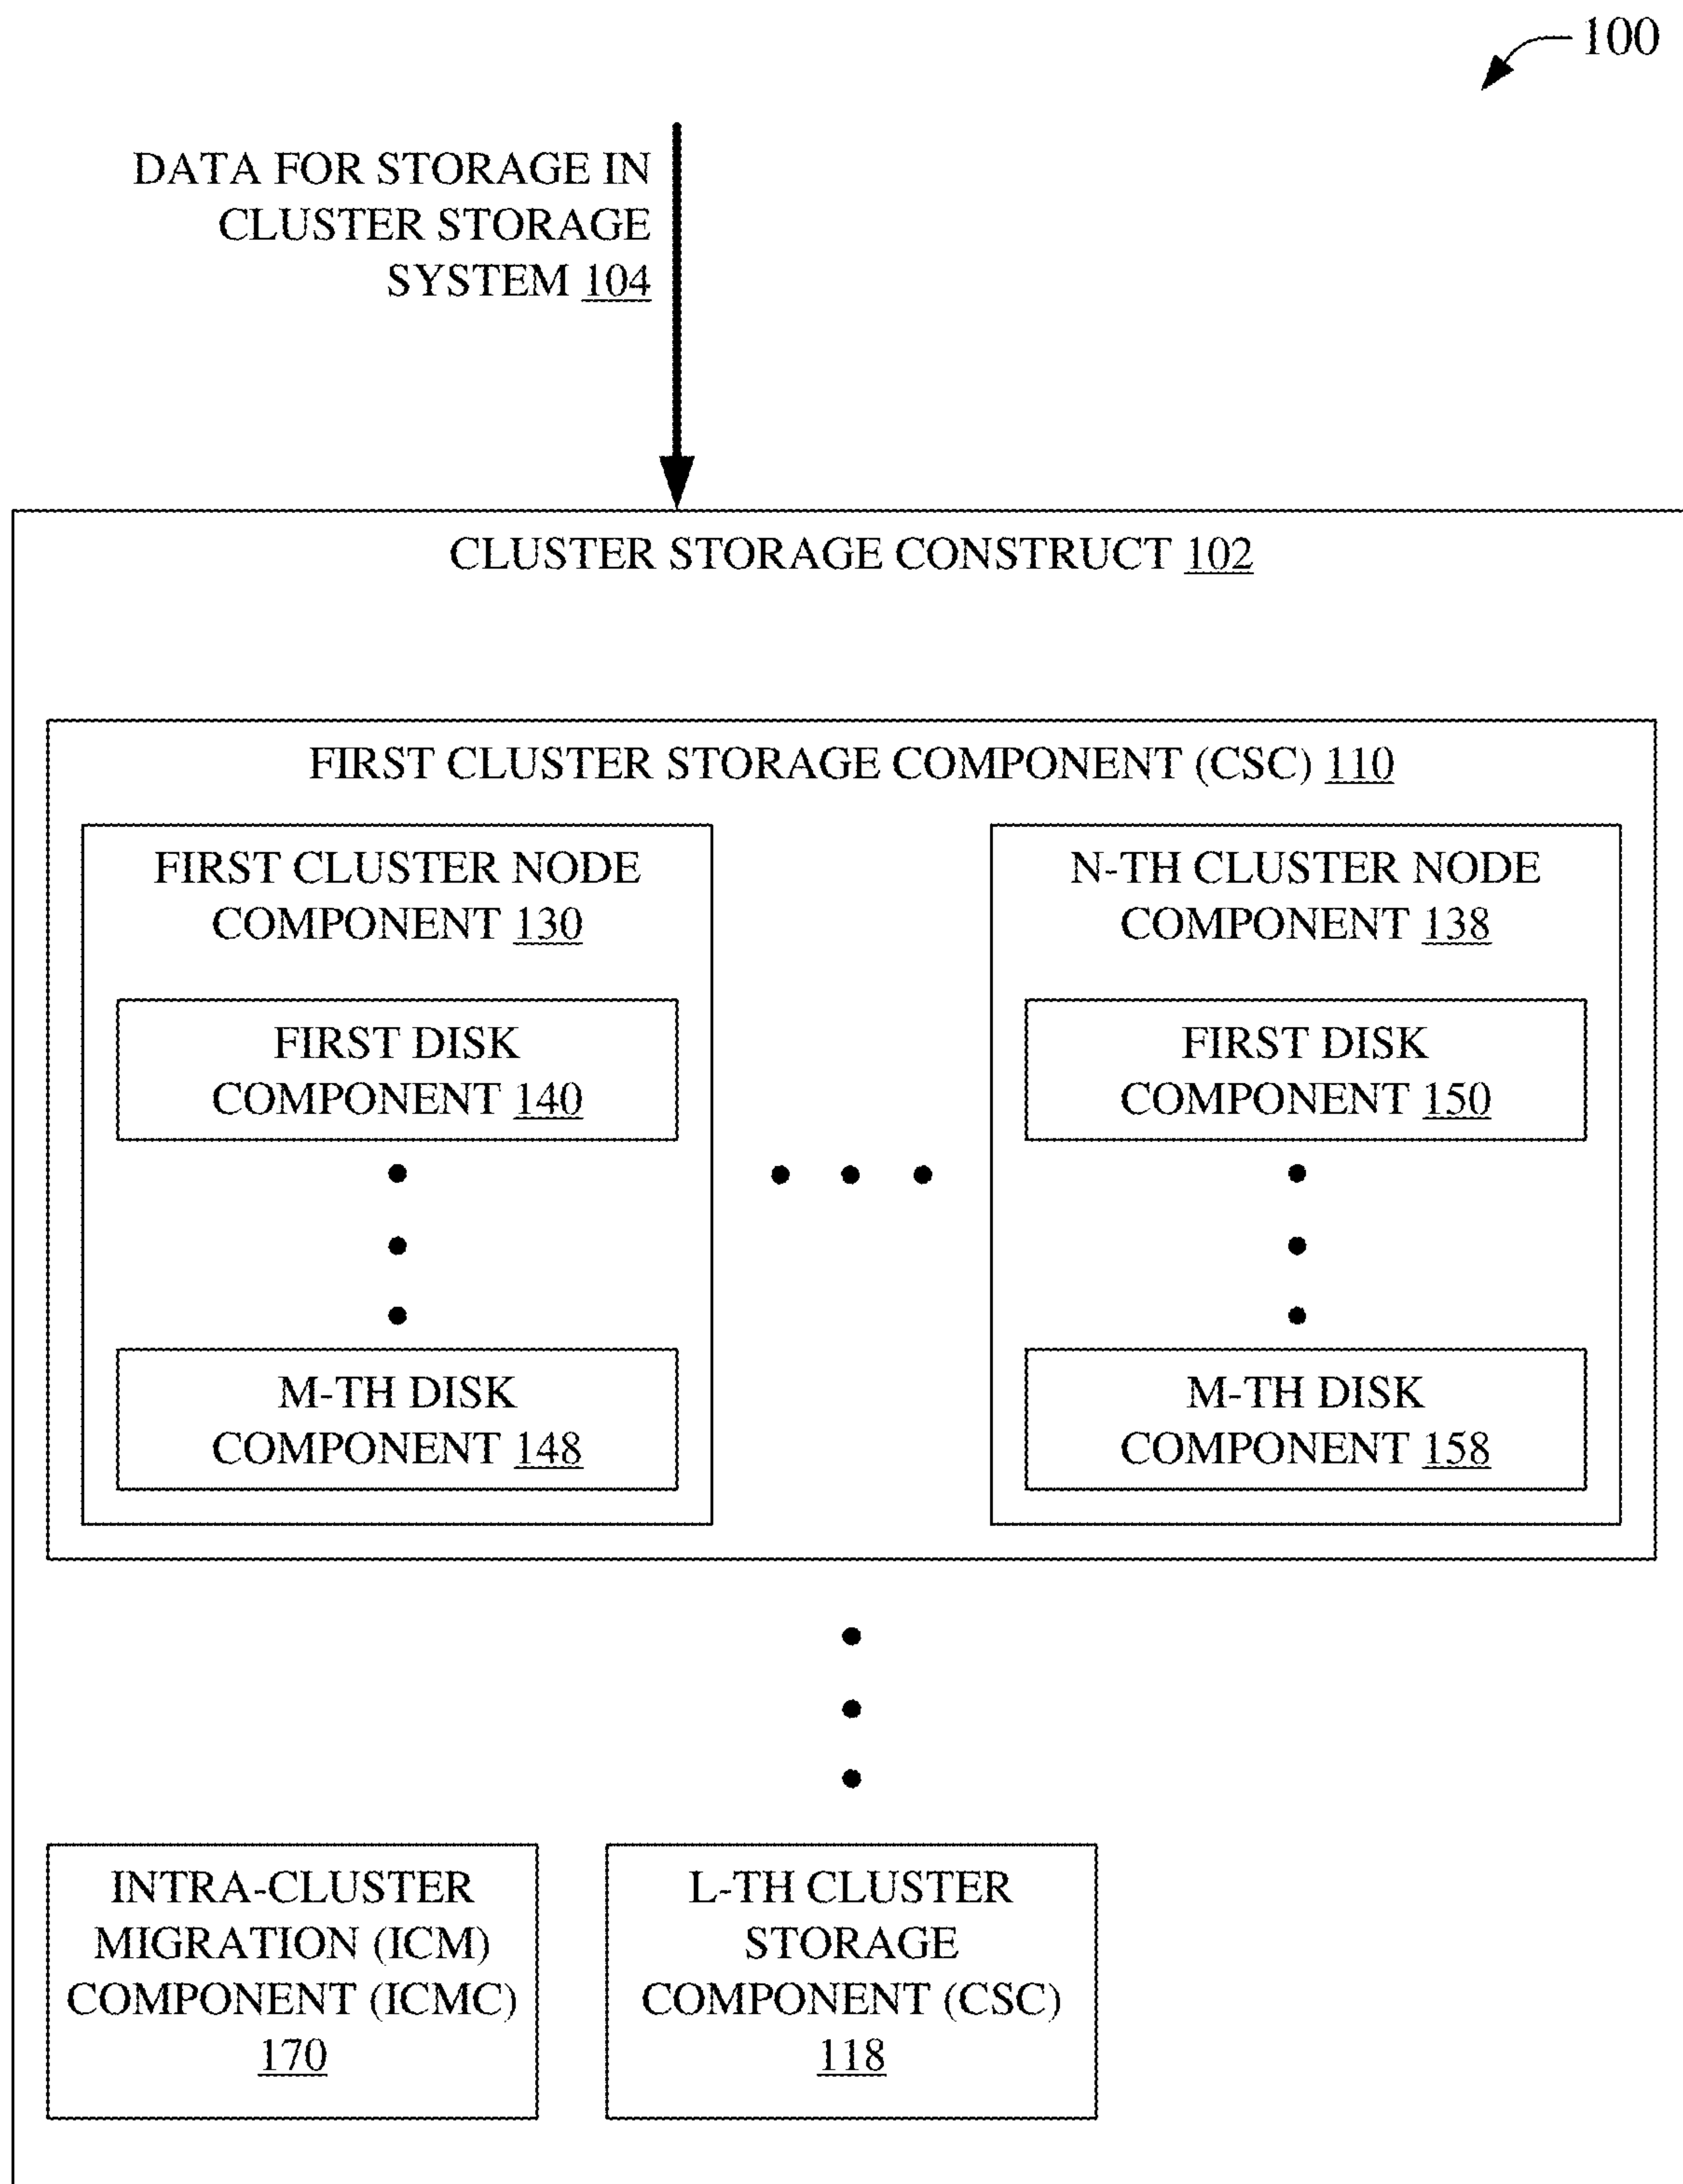 100
DATA FOR STORAGE IN
CLUSTER STORAGE
SYSTEM 104
CLUSTER STORAGE CONSTRUCT 102
FIRST CLUSTER STORAGE COMPONENT (CSC) 110
FIRST CLUSTER NODE
COMPONENT 130
FIRST DISK
COMPONENT 140
M-TH DISK
COMPONENT 148
N-TH CLUSTER NODE
COMPONENT 138
FIRST DISK
COMPONENT 150
M-TH DISK
COMPONENT 158
INTRA-CLUSTER
MIGRATION (ICM)
COMPONENT (ICMC)
170
L-TH CLUSTER
STORAGE
COMPONENT (CSC)
118